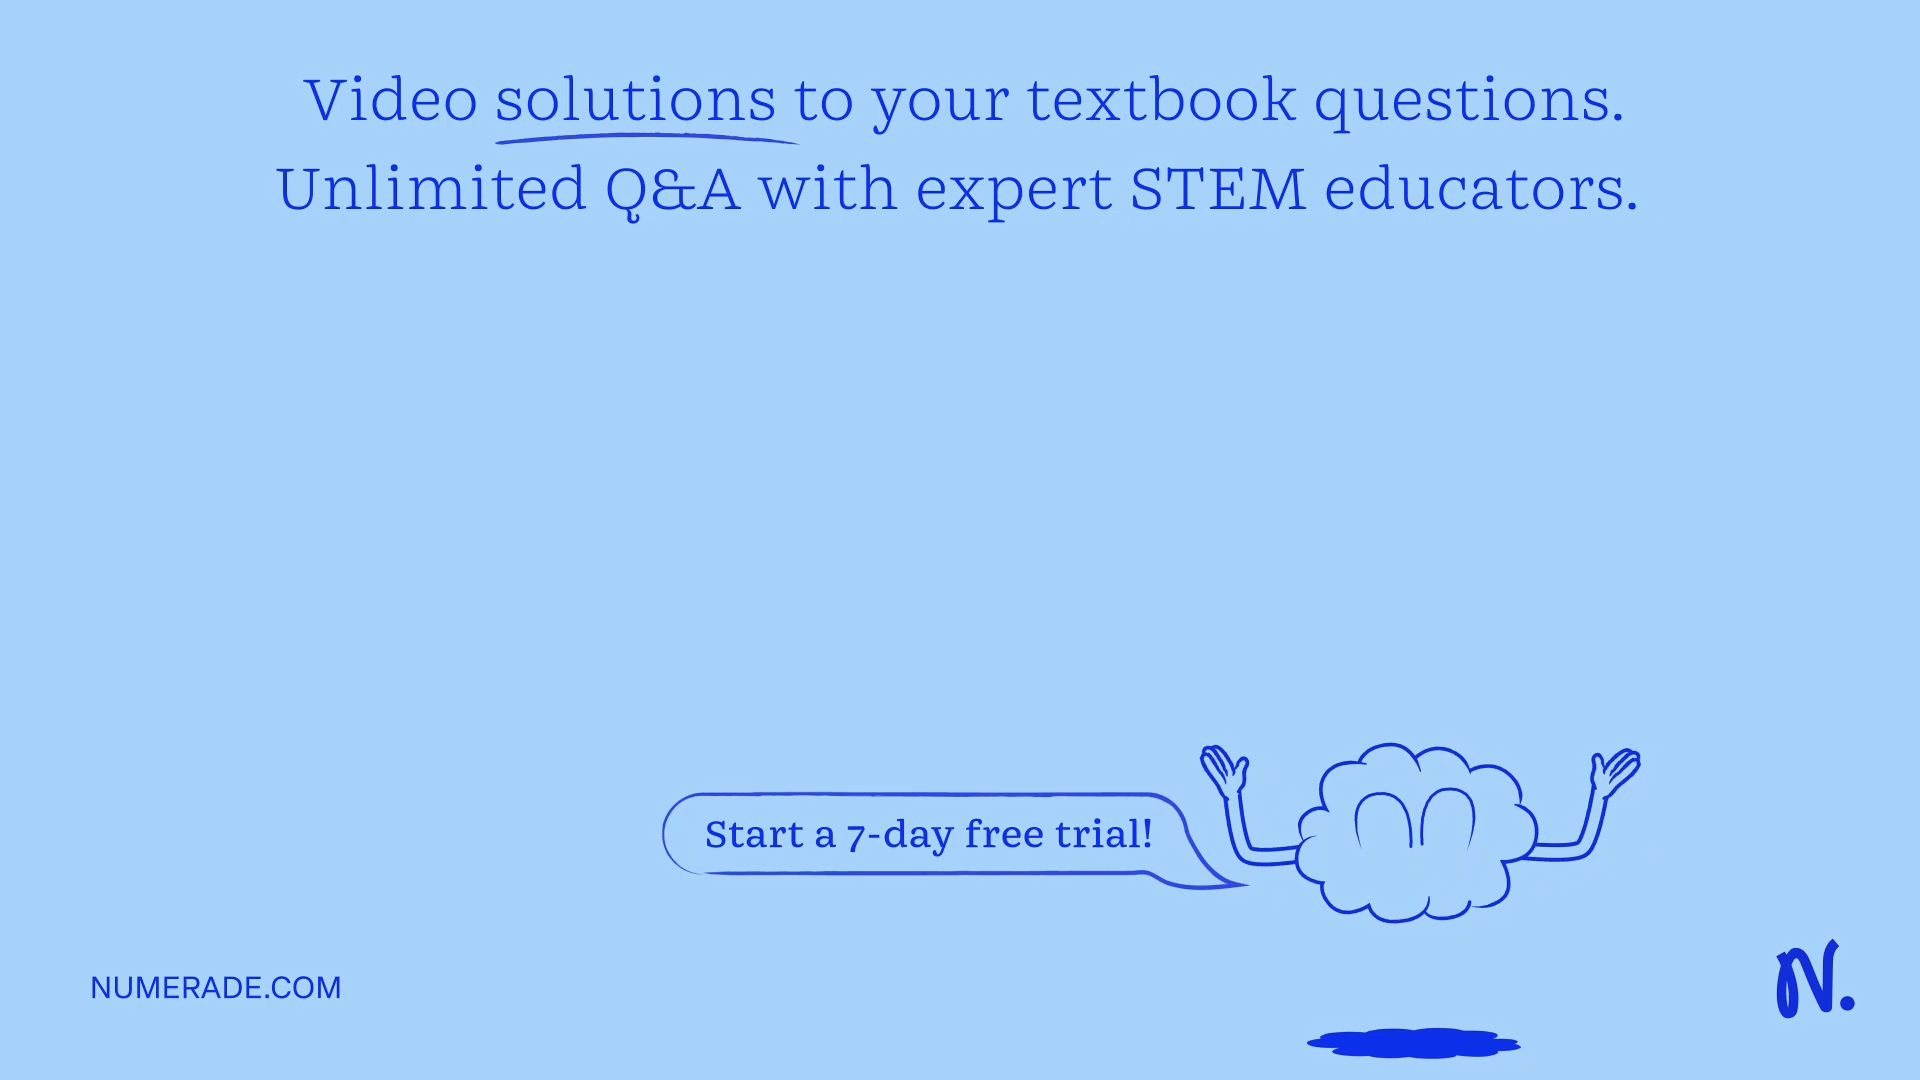 Video solutions to your textbook questions.
Unlimited Q&A with expert STEM educators.
Start a 7-day free trial!
NUMERADE.COM
N.